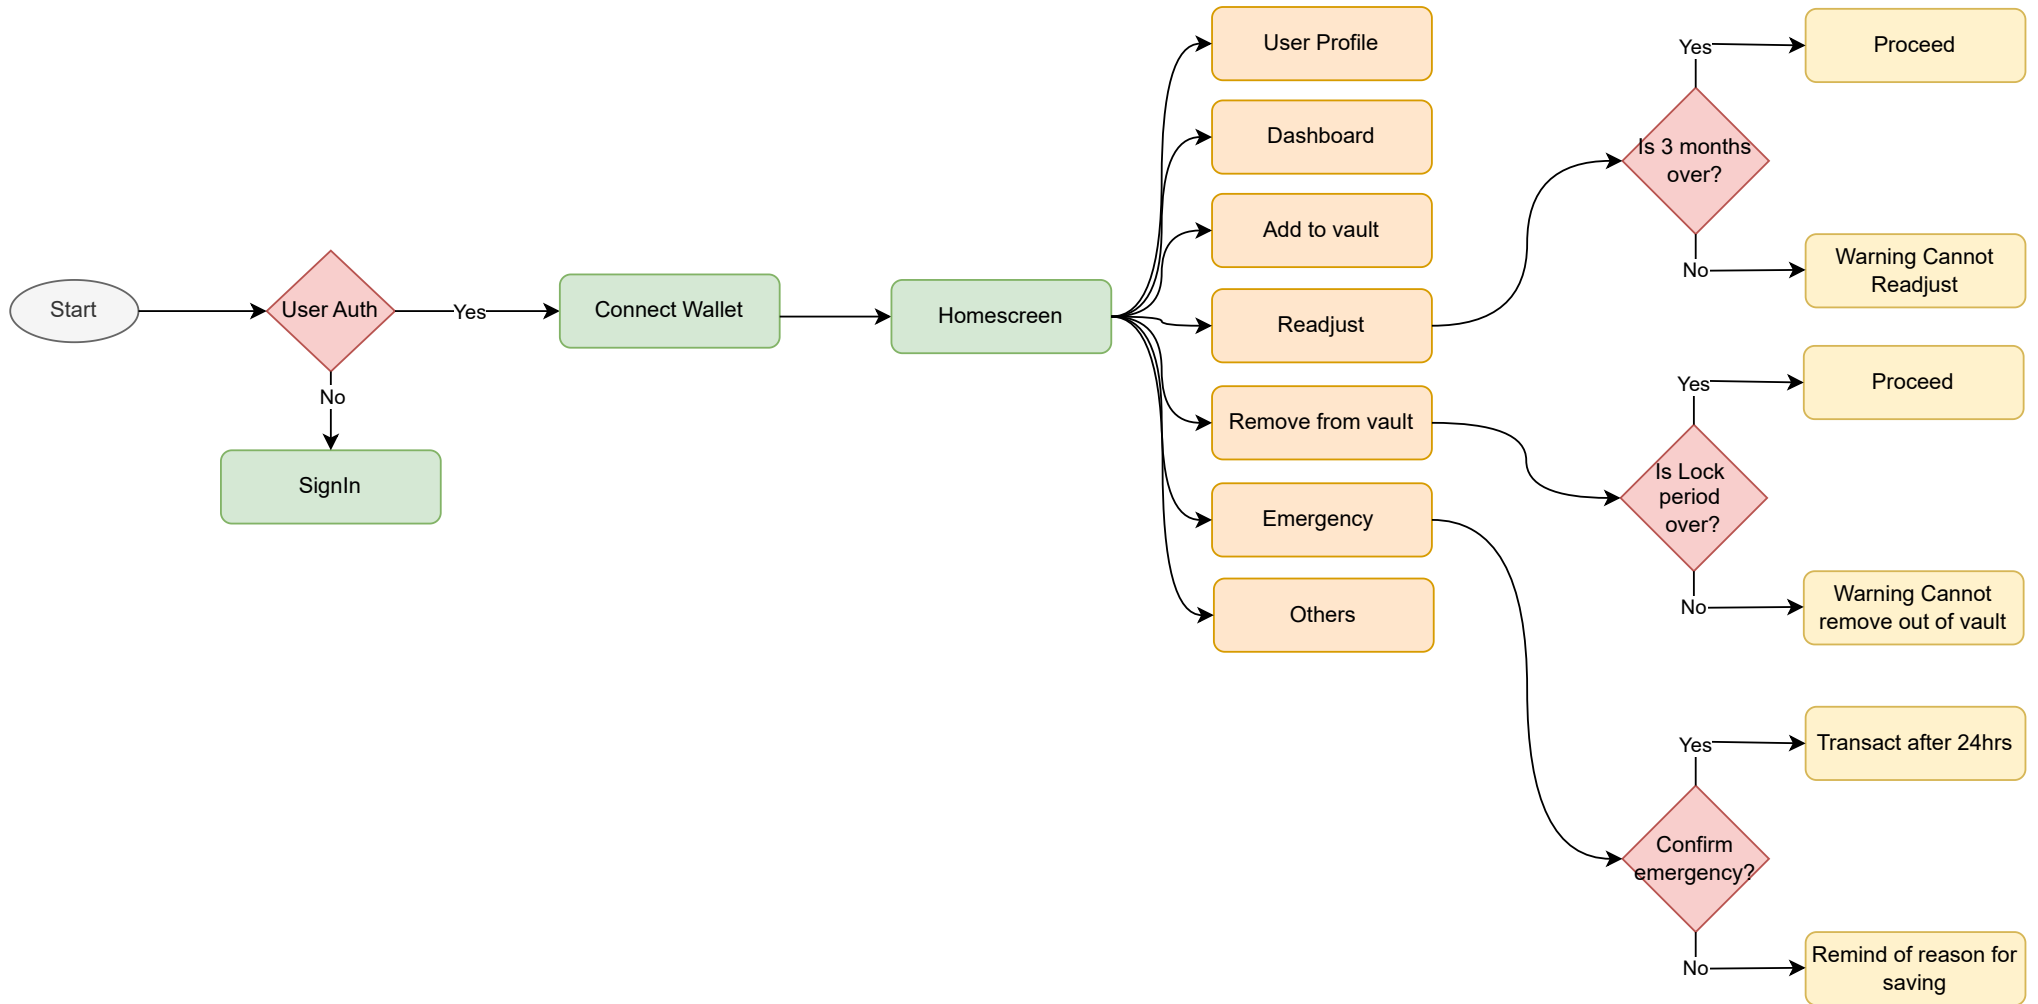 Start
User Auth
Yes
No
SignIn
Connect Wallet
Homescreen
User Profile
Dashboard
Add to vault
Readjust
Remove from vault
Emergency
Others
Is 3 months
over?
Yes
Proceed
No
Warning Cannot
Readjust
Is Lock
period
over?
Yes
Proceed
No
Warning Cannot
remove out of vault
Confirm
emergency?
Yes
Transact after 24hrs
No
Remind of reason for
saving